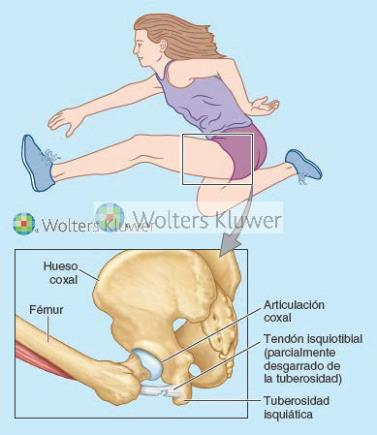 Wolters Kluwer
Wolters Kluwer
Hueso
coxal
Fémur
Articulación
coxal
Tendón isquiotibial
(parcialmente
desgarrado de
la tuberosidad)
Tuberosidad
isquiática